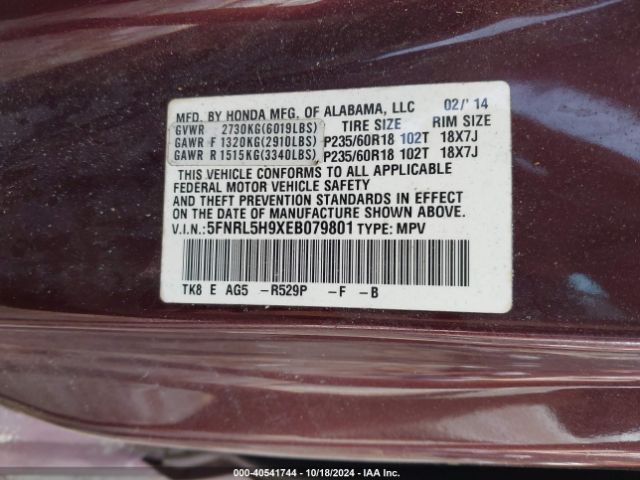 MFD. BY HONDA MFG. OF ALABAMA, LLC 02/'14
GVWR 2730KG(6019LBS) TIRE SIZE RIM SIZE
GAWR F 1320KG(2910LBS) P235/60R18 102T 18X7J
GAWR R 1515KG(3340LBS) P235/60R18 102T 18X7J
THIS VEHICLE CONFORMS TO ALL APPLICABLE
FEDERAL MOTOR VEHICLE SAFETY
AND THEFT PREVENTION STANDARDS IN EFFECT
ON THE DATE OF MANUFACTURE SHOWN ABOVE.
V.I.N.:5FNRL5H9XEB079801 TYPE: MPV
TK8 E AG5 -R529P -F -B
000-40541744 - 10/18/2024 - IAA Inc.